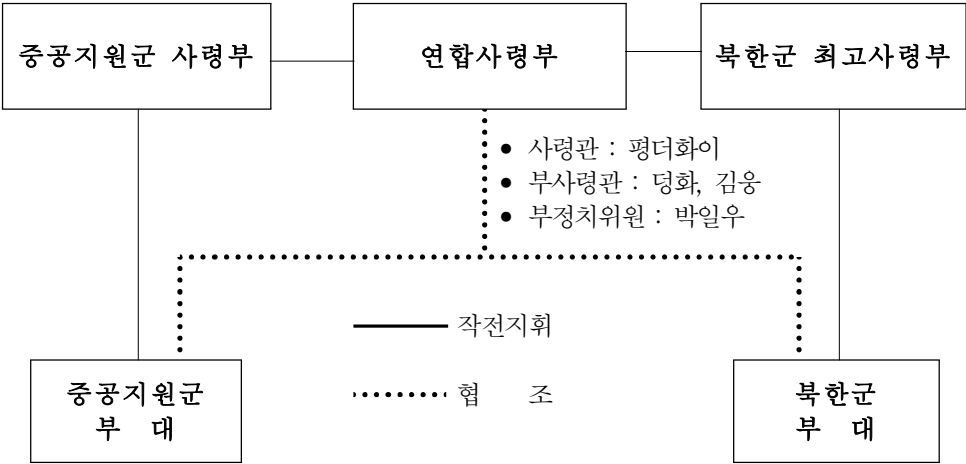 중공지원군 사령부
연합사령부
북한군 최고사령부
● 사령관 : 펑더화이
● 부사령관 : 덩화, 김웅
● 부정치위원 : 박일우
작전지휘
협 조
중공지원군
부 대
북한군
부 대